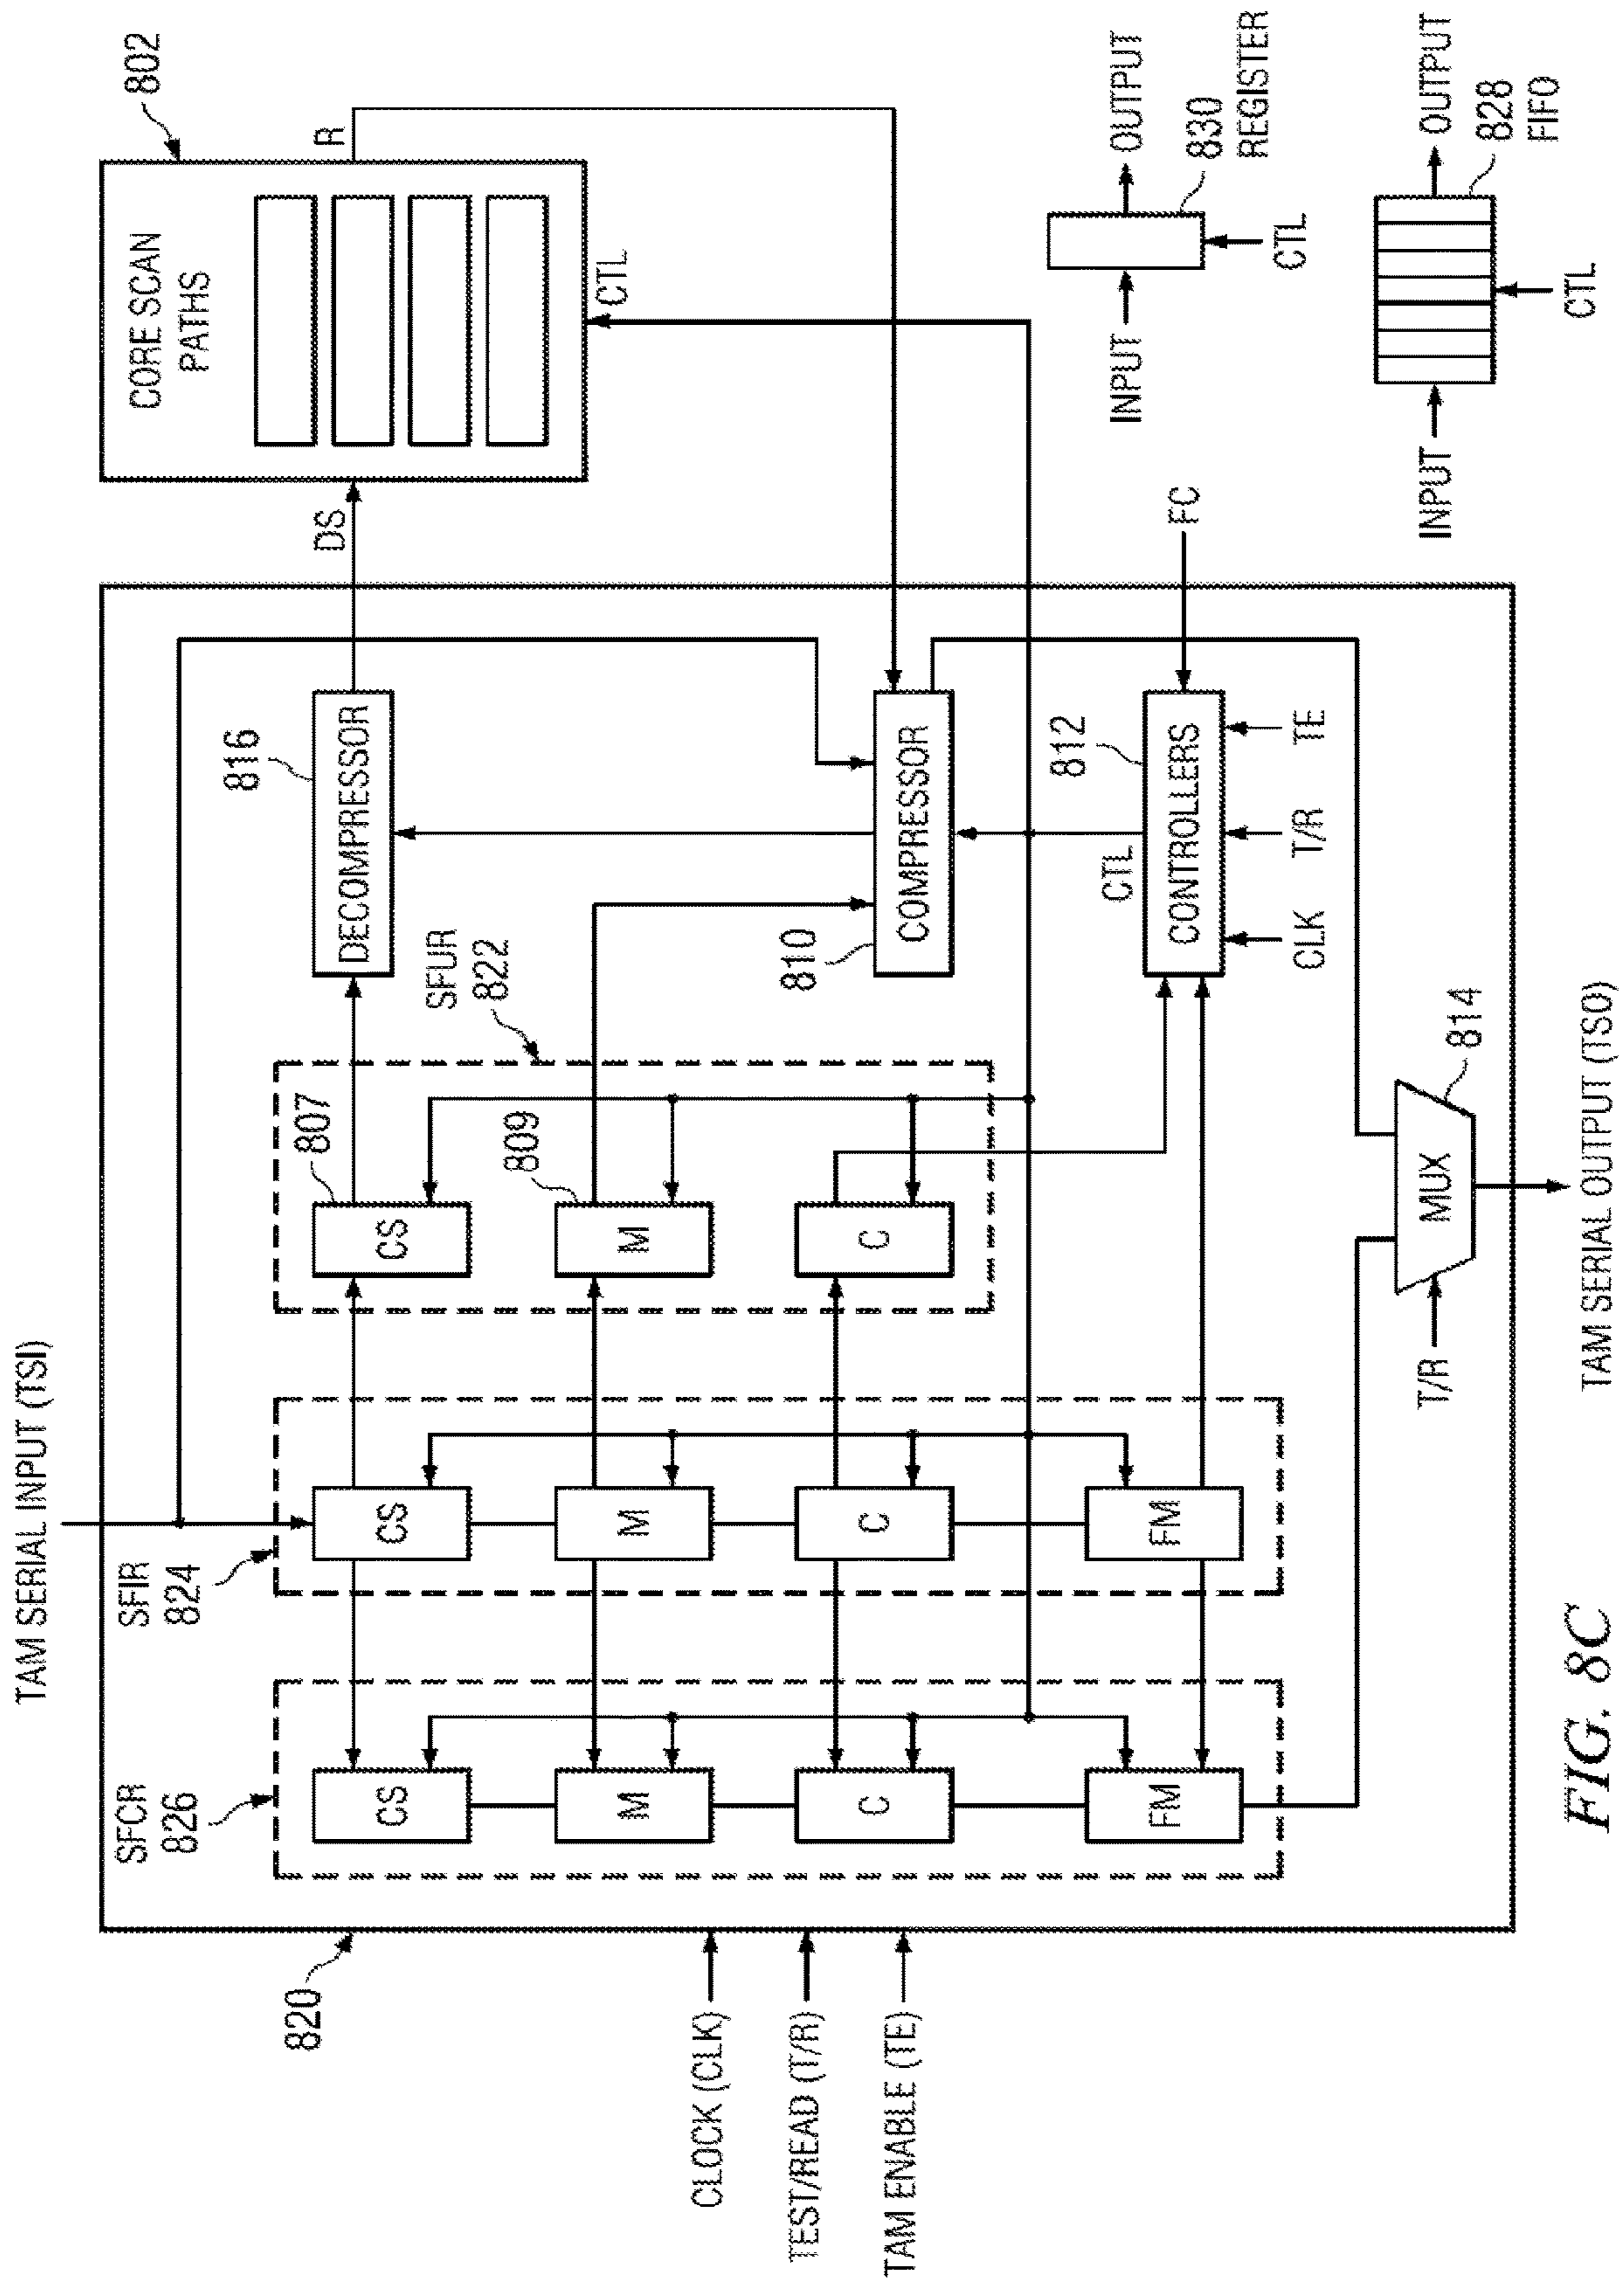 TAM SERIAL INPUT (TSI)
820
SFCR
826
SFIR
824
CS
M
C
FM
CS
M
C
FM
SFUR
822
807
CS
809
M
C
816
DECOMPRESSOR
810
COMPRESSOR
CTL
812
CONTROLLERS
CLK
T/R
TE
FC
DS
802
CORE SCAN
PATHS
R
CTL
CLOCK (CLK)
TEST/READ (T/R)
TAM ENABLE (TE)
T/R
MUX
814
TAM SERIAL OUTPUT (TSO)
INPUT
OUTPUT
830
REGISTER
CTL
INPUT
OUTPUT
828
FIFO
CTL
FIG. 8C